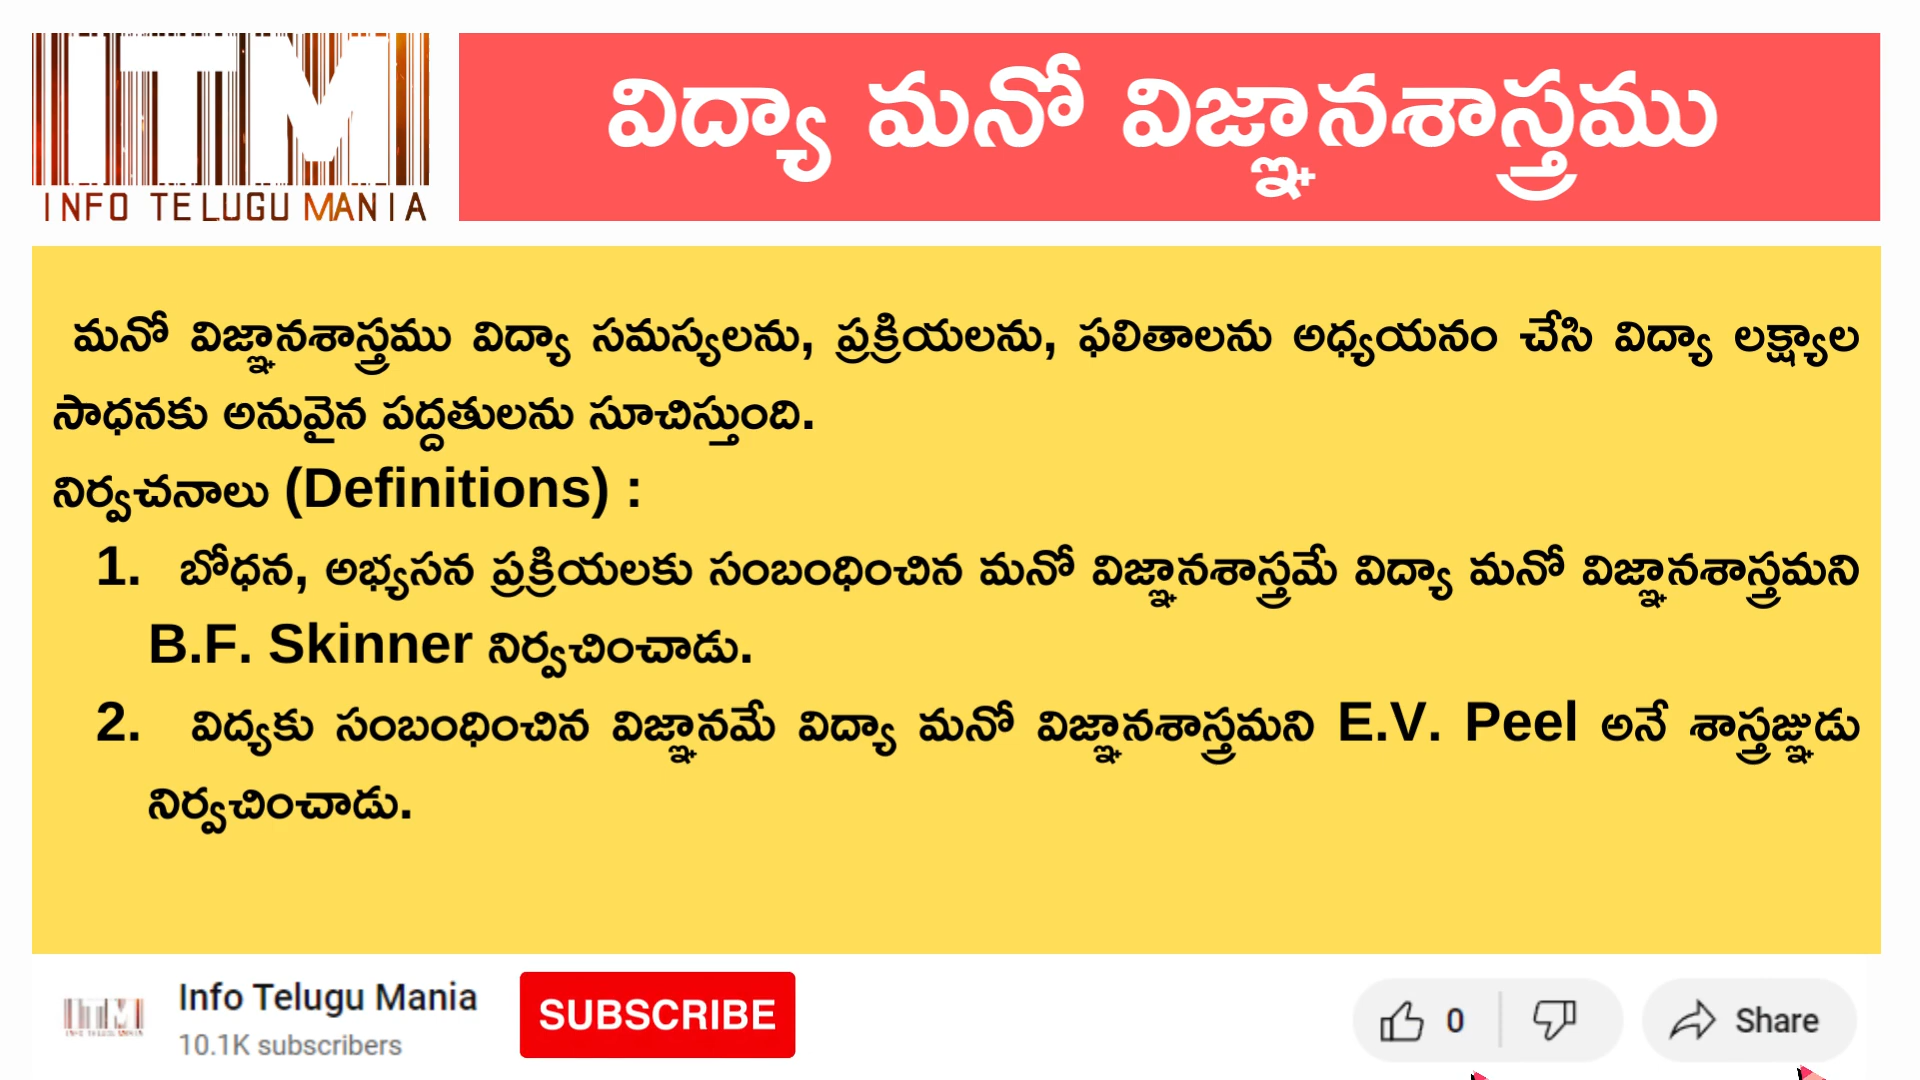 ITM
INFO TELUGU MANIA
విద్యా మనో విజ్ఞానశాస్త్రము
మనో విజ్ఞానశాస్త్రము విద్యా సమస్యలను, ప్రక్రియలను, ఫలితాలను అధ్యయనం చేసి విద్యా లక్ష్యాల
సాధనకు అనువైన పద్దతులను సూచిస్తుంది.
నిర్వచనాలు (Definitions) :
1. బోధన, అభ్యసన ప్రక్రియలకు సంబంధించిన మనో విజ్ఞానశాస్త్రమే విద్యా మనో విజ్ఞానశాస్త్రమని
B.F. Skinner నిర్వచించాడు.
2. విద్యకు సంబంధించిన విజ్ఞానమే విద్యా మనో విజ్ఞానశాస్త్రమని E.V. Peel అనే శాస్త్రజ్ఞుడు
నిర్వచించాడు.
Info Telugu Mania
10.1K subscribers
SUBSCRIBE
0
Share